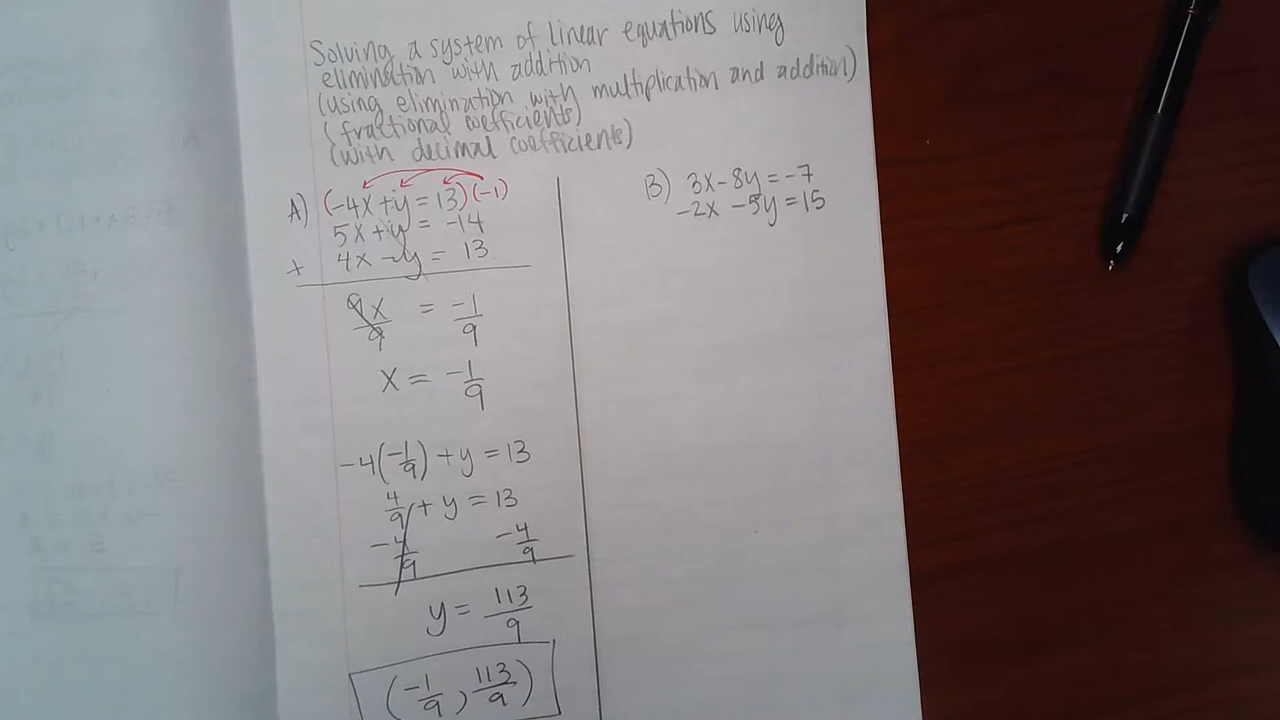 Solving a system of linear equations using
elimination with addition
(using elimination with multiplication and addition)
(fractional coefficients)
(with decimal coefficients)
A) (-4x + y = 13)(-1)
5x + y = -14
+ 4x - y = 13
9x/9 = -1/9
x = -1/9
-4(-1/9) + y = 13
4/9 + y = 13
-4/9 -4/9
y = 113/9
(-1/9, 113/9)
B) 3x - 8y = -7
-2x - 5y = 15